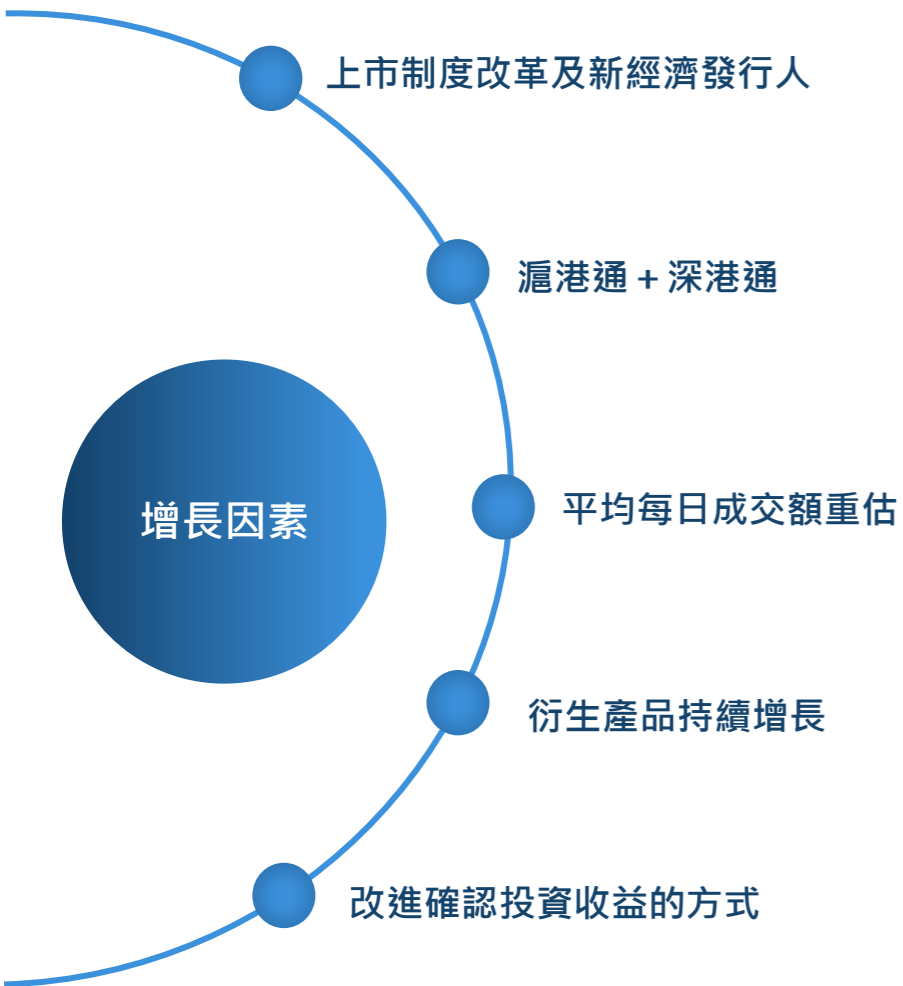 上市制度改革及新經濟發行人
滬港通 + 深港通
增長因素
平均每日成交額重估
衍生產品持續增長
改進確認投資收益的方式